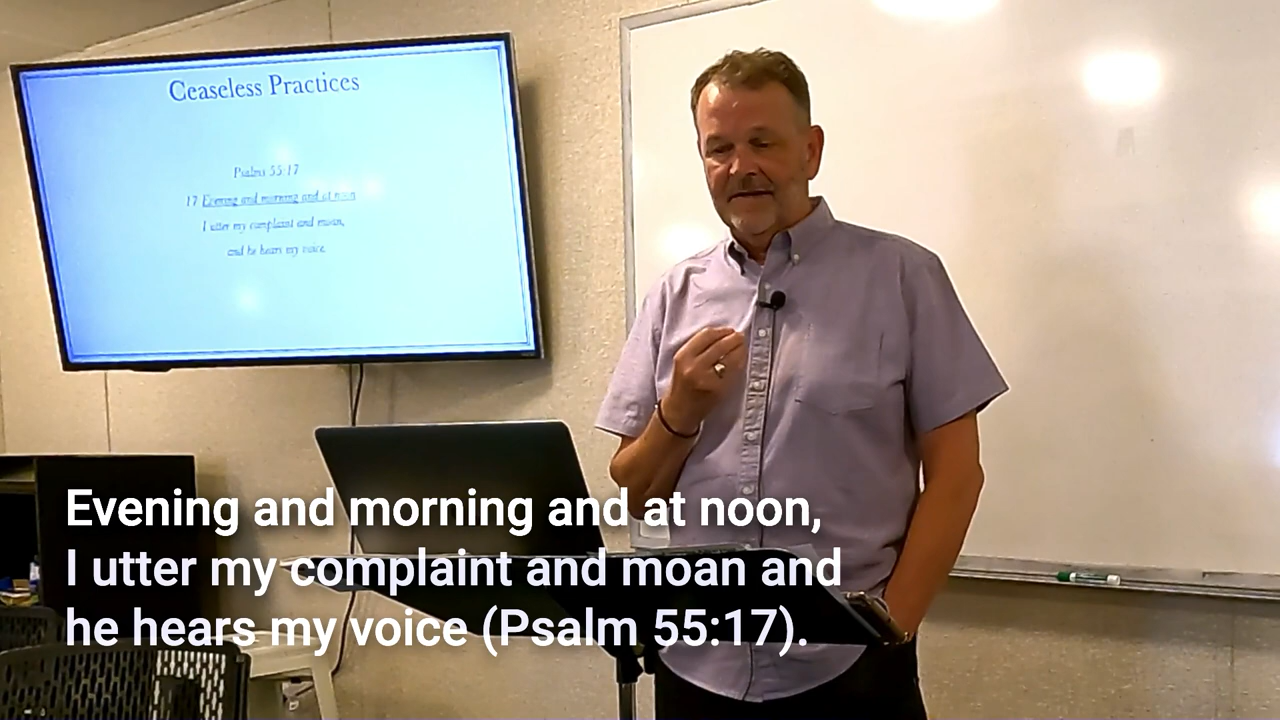 Ceaseless Practices
Psalms 55:17
17 Evening and morning and at noon
I utter my complaint and moan,
and he hears my voice.
Evening and morning and at noon,
I utter my complaint and moan and
he hears my voice (Psalm 55:17).